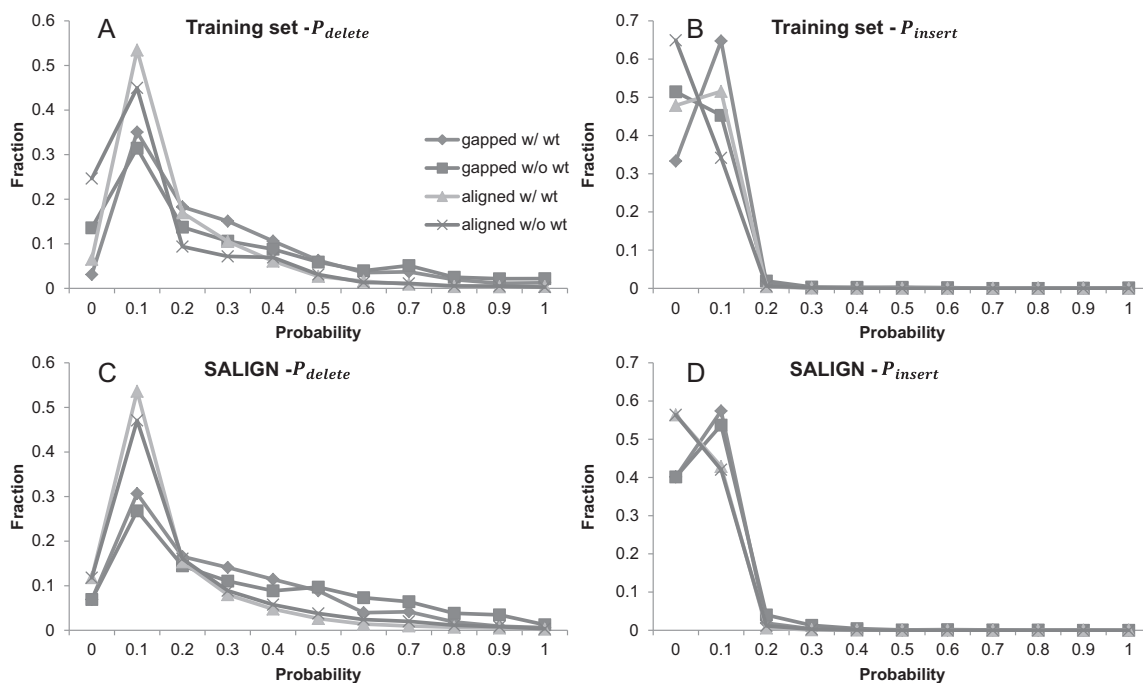 A
Training set -P_delete
0.6
0.5
0.4
0.3
0.2
0.1
0
Fraction
0 0.1 0.2 0.3 0.4 0.5 0.6 0.7 0.8 0.9 1
Probability
gapped w/ wt
gapped w/o wt
aligned w/ wt
aligned w/o wt
B
Training set - P_insert
0.7
0.6
0.5
0.4
0.3
0.2
0.1
0
Fraction
0 0.1 0.2 0.3 0.4 0.5 0.6 0.7 0.8 0.9 1
Probability
C
SALIGN -P_delete
0.6
0.5
0.4
0.3
0.2
0.1
0
Fraction
0 0.1 0.2 0.3 0.4 0.5 0.6 0.7 0.8 0.9 1
Probability
D
SALIGN - P_insert
0.7
0.6
0.5
0.4
0.3
0.2
0.1
0
Fraction
0 0.1 0.2 0.3 0.4 0.5 0.6 0.7 0.8 0.9 1
Probability